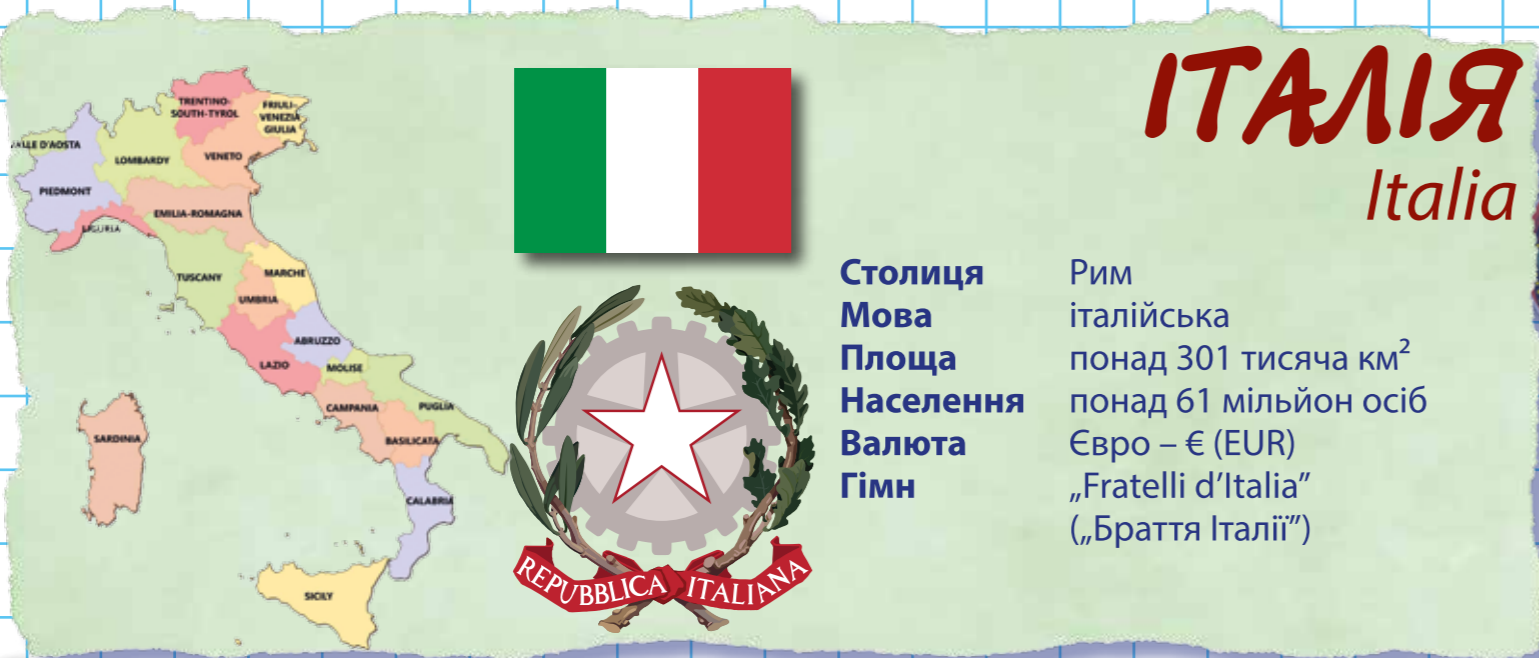 ІТАЛІЯ
Italia
TRENTINO-
SOUTH-TYROL
FRIULI-
VENEZIA
GIULIA
VALLE D'AOSTA
LOMBARDY
VENETO
PIEDMONT
EMILIA-ROMAGNA
LIGURIA
TUSCANY
MARCHE
UMBRIA
ABRUZZO
LAZIO
MOLISE
CAMPANIA
PUGLIA
BASILICATA
SARDINIA
CALABRIA
SICILY
REPUBBLICA ITALIANA
Столиця Рим
Мова італійська
Площа понад 301 тисяча км²
Населення понад 61 мільйон осіб
Валюта Євро – € (EUR)
Гімн „Fratelli d’Italia”
(„Браття Італії”)